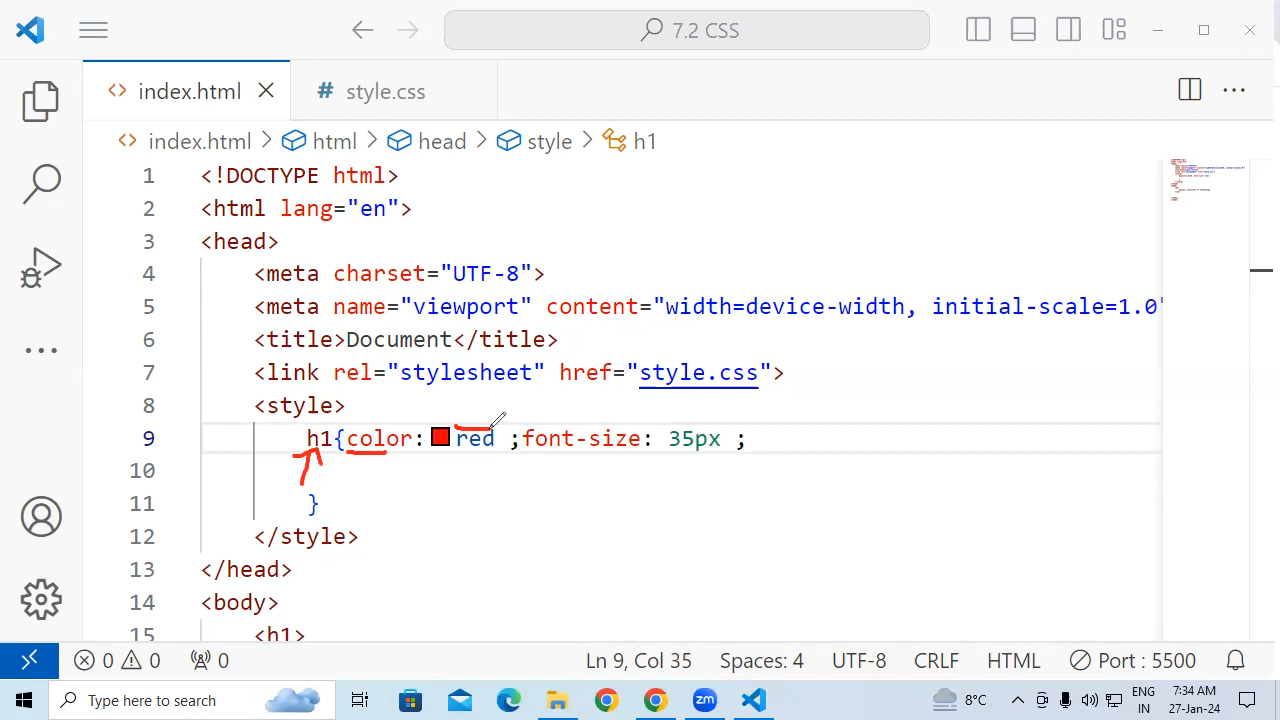 7.2 CSS
index.html
style.css
index.html > html > head > style > h1
1 <!DOCTYPE html>
2 <html lang="en">
3 <head>
4 <meta charset="UTF-8">
5 <meta name="viewport" content="width=device-width, initial-scale=1.0"
6 <title>Document</title>
7 <link rel="stylesheet" href="style.css">
8 <style>
9 h1{color: red ;font-size: 35px ;
10
11 }
12 </style>
13 </head>
14 <body>
15 <h1>
0 0 0 Ln 9, Col 35 Spaces: 4 UTF-8 CRLF HTML Port : 5500
Type here to search zm 8°C ENG 7:34 AM
IN 27-Jan-24